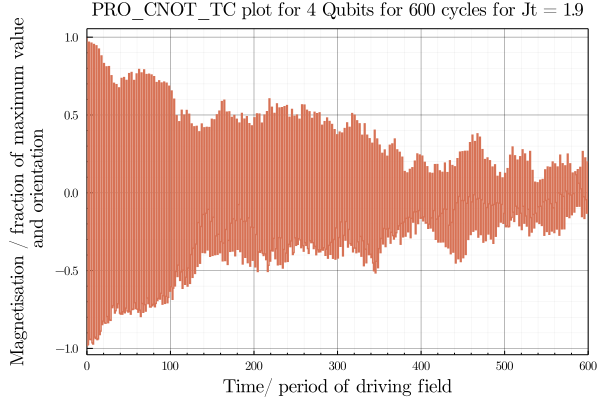 PRO_CNOT_TC plot for 4 Qubits for 600 cycles for Jt = 1.9
Magnetisation / fraction of maximum value
and orientation
1.0
0.5
0.0
−0.5
−1.0
0 100 200 300 400 500 600
Time/ period of driving field